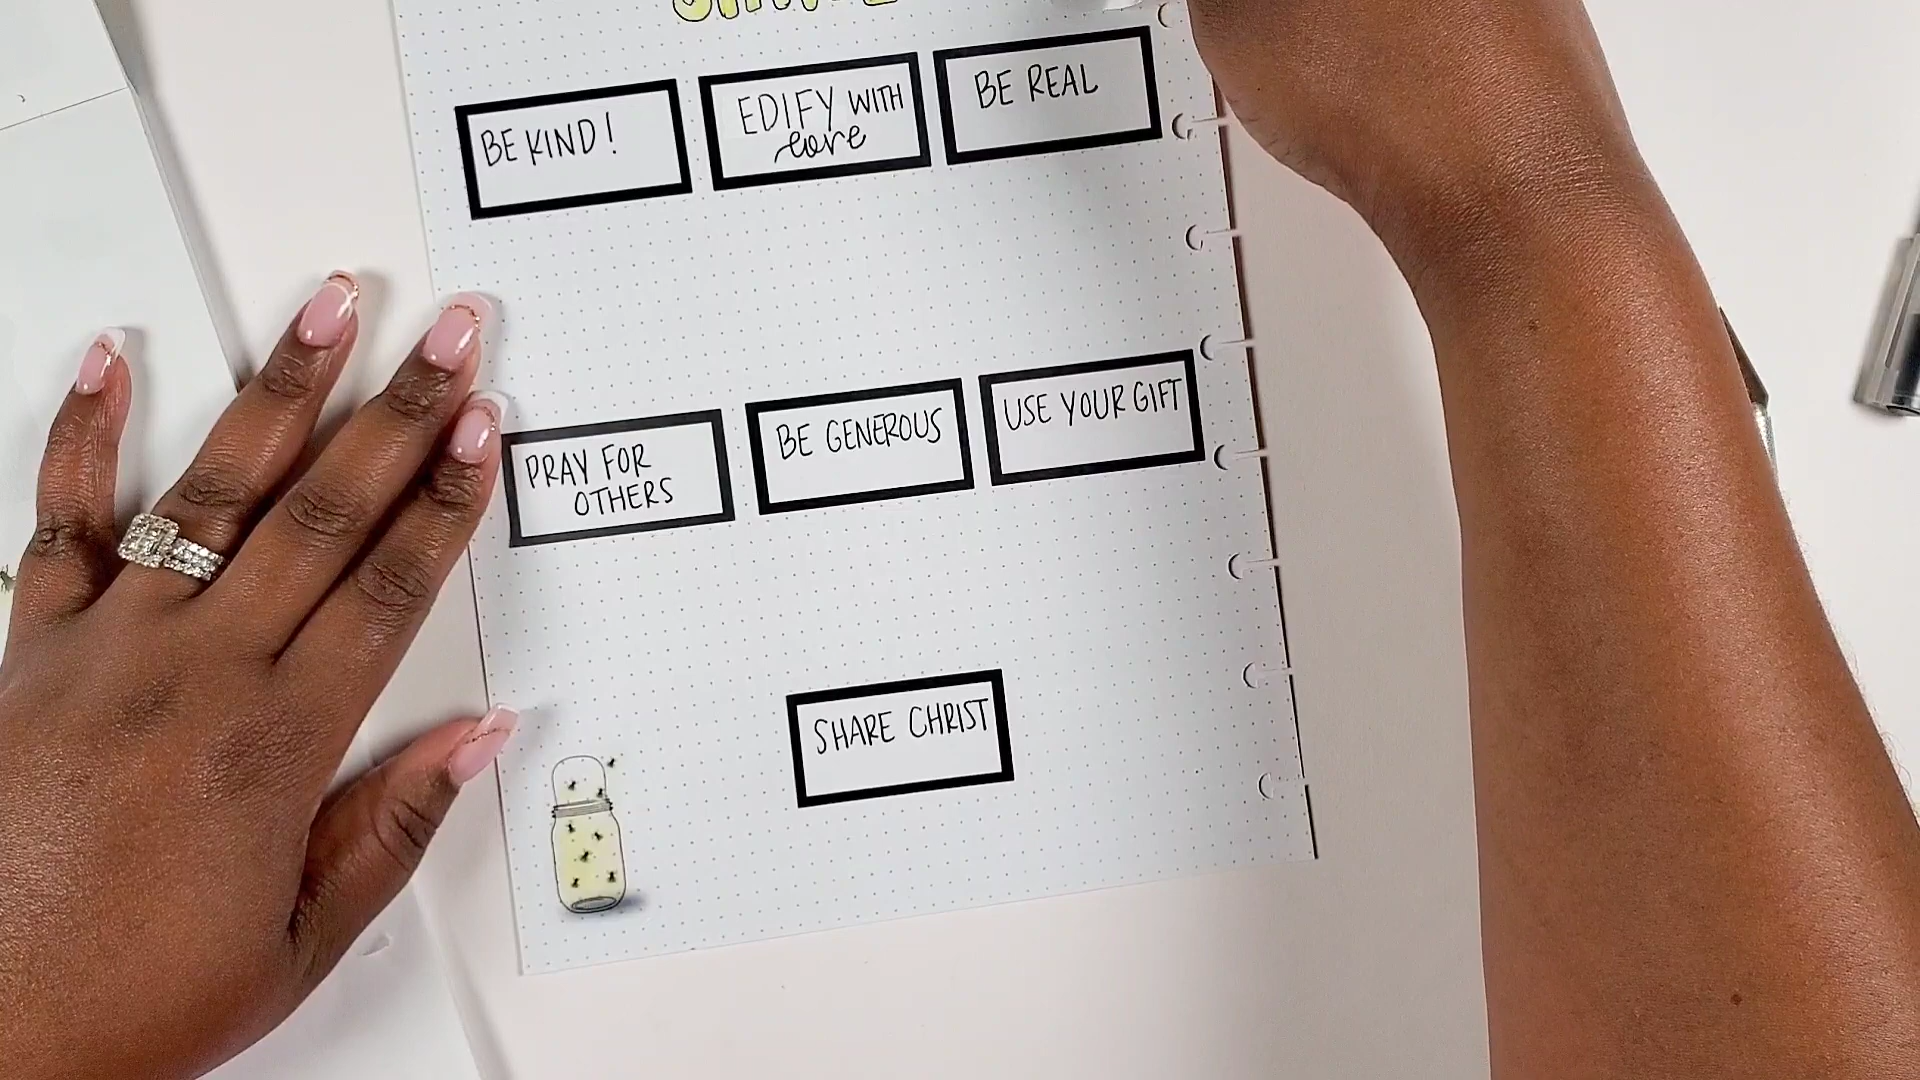 BE KIND!
EDIFY WITH
love
BE REAL
PRAY FOR
OTHERS
BE GENEROUS
USE YOUR GIFT
SHARE CHRIST